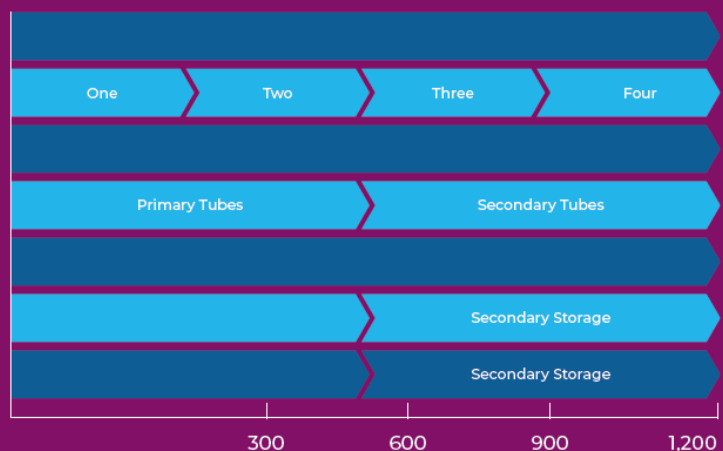 One Two Three Four
Primary Tubes Secondary Tubes
Secondary Storage
Secondary Storage
300 600 900 1,200